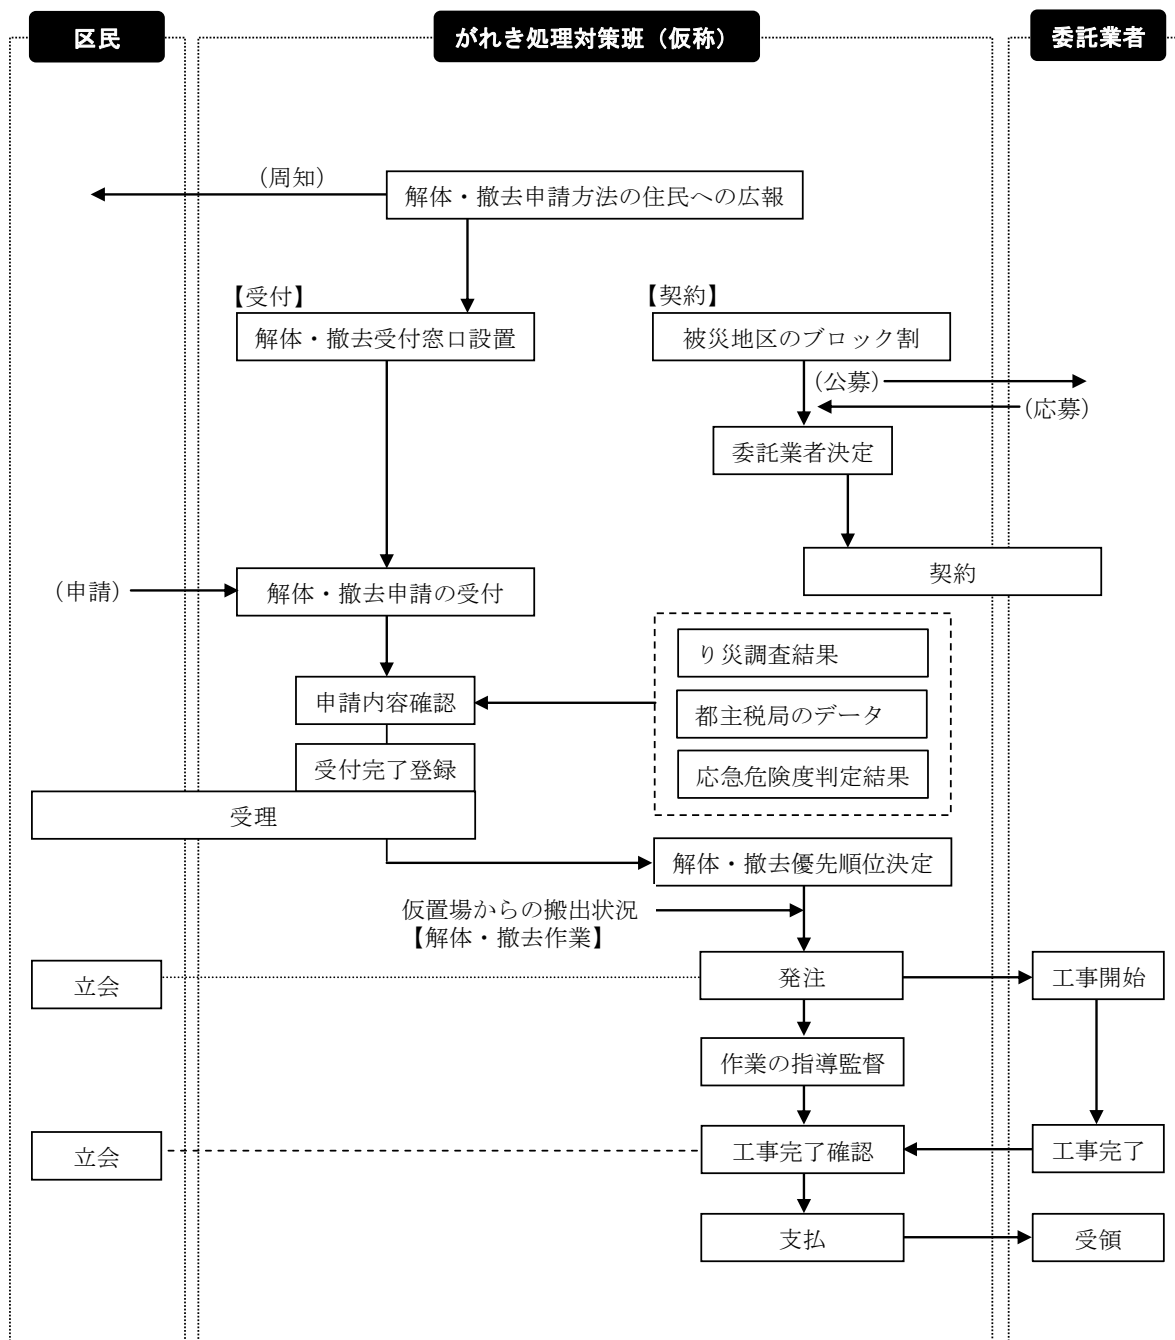 区民
がれき処理対策班（仮称）
委託業者
（周知）
解体・撤去申請方法の住民への広報
【受付】
【契約】
解体・撤去受付窓口設置
被災地区のブロック割
（公募）
（応募）
委託業者決定
契約
（申請）
解体・撤去申請の受付
り災調査結果
申請内容確認
都主税局のデータ
受付完了登録
応急危険度判定結果
受理
解体・撤去優先順位決定
仮置場からの搬出状況
【解体・撤去作業】
立会
発注
工事開始
作業の指導監督
立会
工事完了確認
工事完了
支払
受領